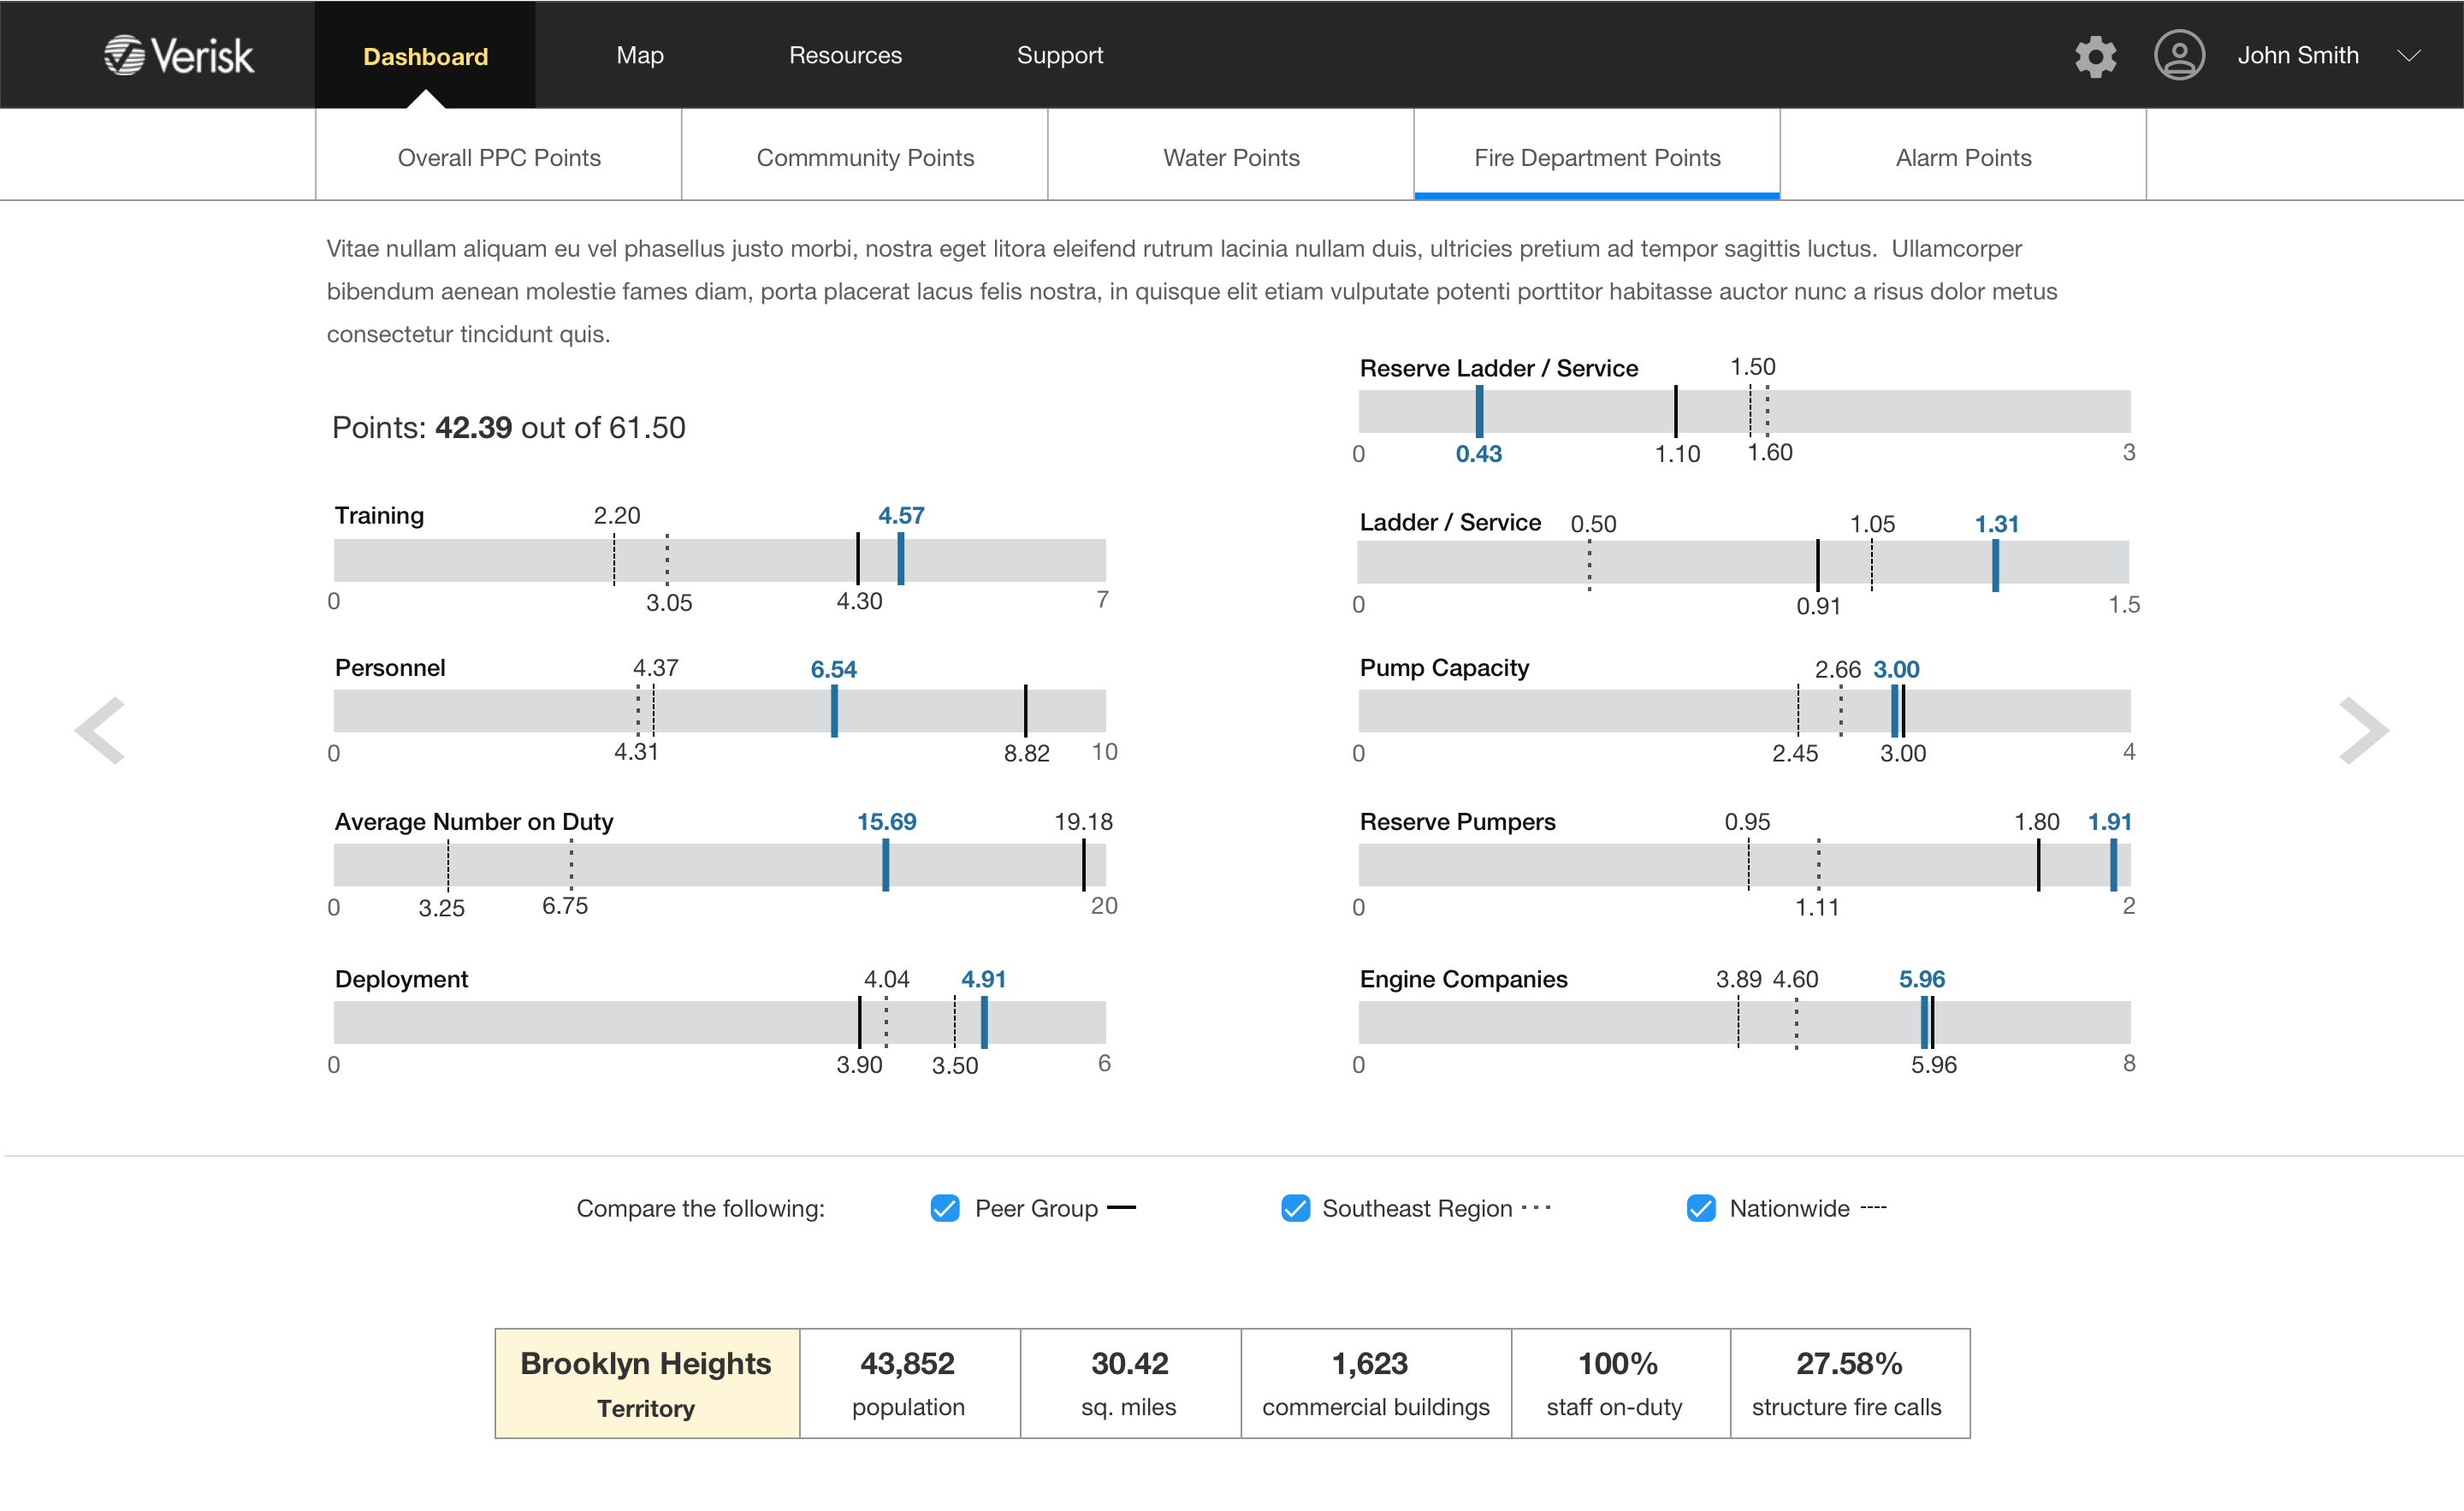 Verisk
Dashboard
Map
Resources
Support
John Smith
Overall PPC Points
Commmunity Points
Water Points
Fire Department Points
Alarm Points
Vitae nullam aliquam eu vel phasellus justo morbi, nostra eget litora eleifend rutrum lacinia nullam duis, ultricies pretium ad tempor sagittis luctus.  Ullamcorper
bibendum aenean molestie fames diam, porta placerat lacus felis nostra, in quisque elit etiam vulputate potenti porttitor habitasse auctor nunc a risus dolor metus
consectetur tincidunt quis.
Points: 42.39 out of 61.50
Training 2.20 4.57
0 3.05 4.30 7
Personnel 4.37 6.54
0 4.31 8.82 10
Average Number on Duty 15.69 19.18
0 3.25 6.75 20
Deployment 4.04 4.91
0 3.90 3.50 6
Reserve Ladder / Service 1.50
0 0.43 1.10 1.60 3
Ladder / Service 0.50 1.05 1.31
0 0.91 1.5
Pump Capacity 2.66 3.00
0 2.45 3.00 4
Reserve Pumpers 0.95 1.80 1.91
0 1.11 2
Engine Companies 3.89 4.60 5.96
0 5.96 8
Compare the following:
Peer Group
Southeast Region
Nationwide
Brooklyn Heights
Territory
43,852
population
30.42
sq. miles
1,623
commercial buildings
100%
staff on-duty
27.58%
structure fire calls